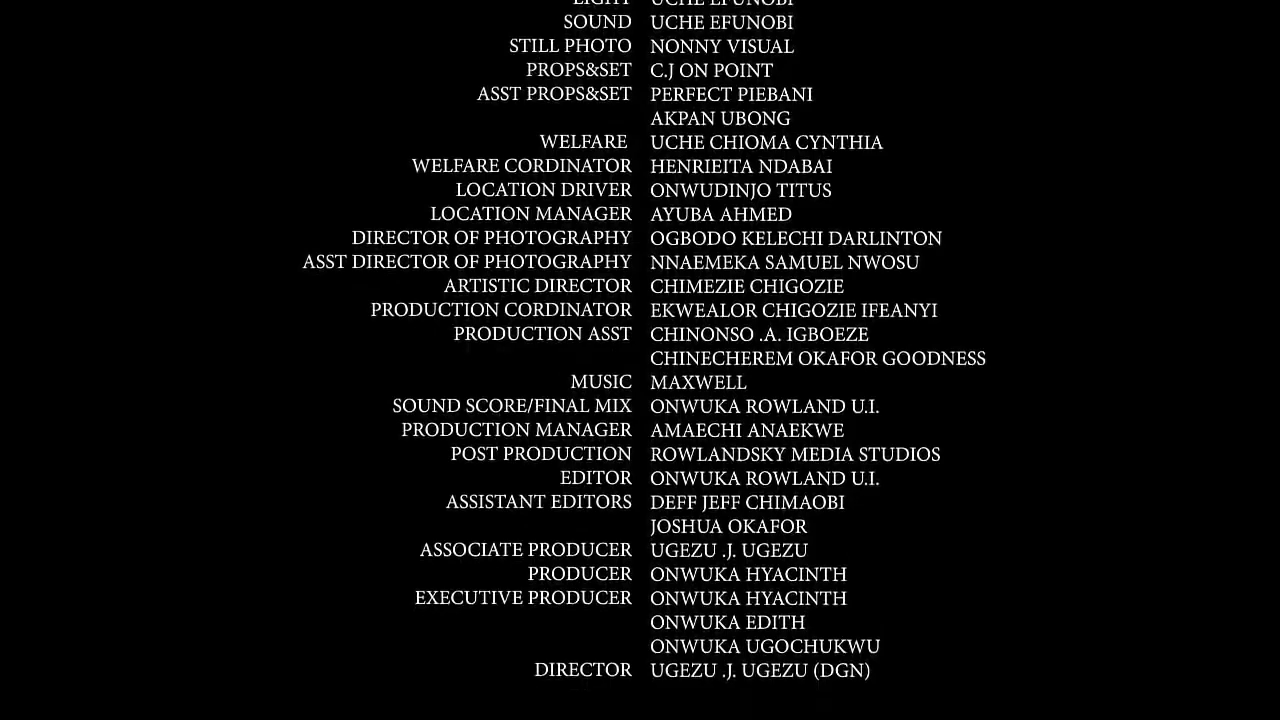 LIGHT UCHE EFUNOBI
SOUND UCHE EFUNOBI
STILL PHOTO NONNY VISUAL
PROPS&SET C.J ON POINT
ASST PROPS&SET PERFECT PIEBANI
AKPAN UBONG
WELFARE UCHE CHIOMA CYNTHIA
WELFARE CORDINATOR HENRIEITA NDABAI
LOCATION DRIVER ONWUDINJO TITUS
LOCATION MANAGER AYUBA AHMED
DIRECTOR OF PHOTOGRAPHY OGBODO KELECHI DARLINTON
ASST DIRECTOR OF PHOTOGRAPHY NNAEMEKA SAMUEL NWOSU
ARTISTIC DIRECTOR CHIMEZIE CHIGOZIE
PRODUCTION CORDINATOR EKWEALOR CHIGOZIE IFEANYI
PRODUCTION ASST CHINONSO .A. IGBOEZE
CHINECHEREM OKAFOR GOODNESS
MUSIC MAXWELL
SOUND SCORE/FINAL MIX ONWUKA ROWLAND U.I.
PRODUCTION MANAGER AMAECHI ANAEKWE
POST PRODUCTION ROWLANDSKY MEDIA STUDIOS
EDITOR ONWUKA ROWLAND U.I.
ASSISTANT EDITORS DEFF JEFF CHIMAOBI
JOSHUA OKAFOR
ASSOCIATE PRODUCER UGEZU .J. UGEZU
PRODUCER ONWUKA HYACINTH
EXECUTIVE PRODUCER ONWUKA HYACINTH
ONWUKA EDITH
ONWUKA UGOCHUKWU
DIRECTOR UGEZU .J. UGEZU (DGN)